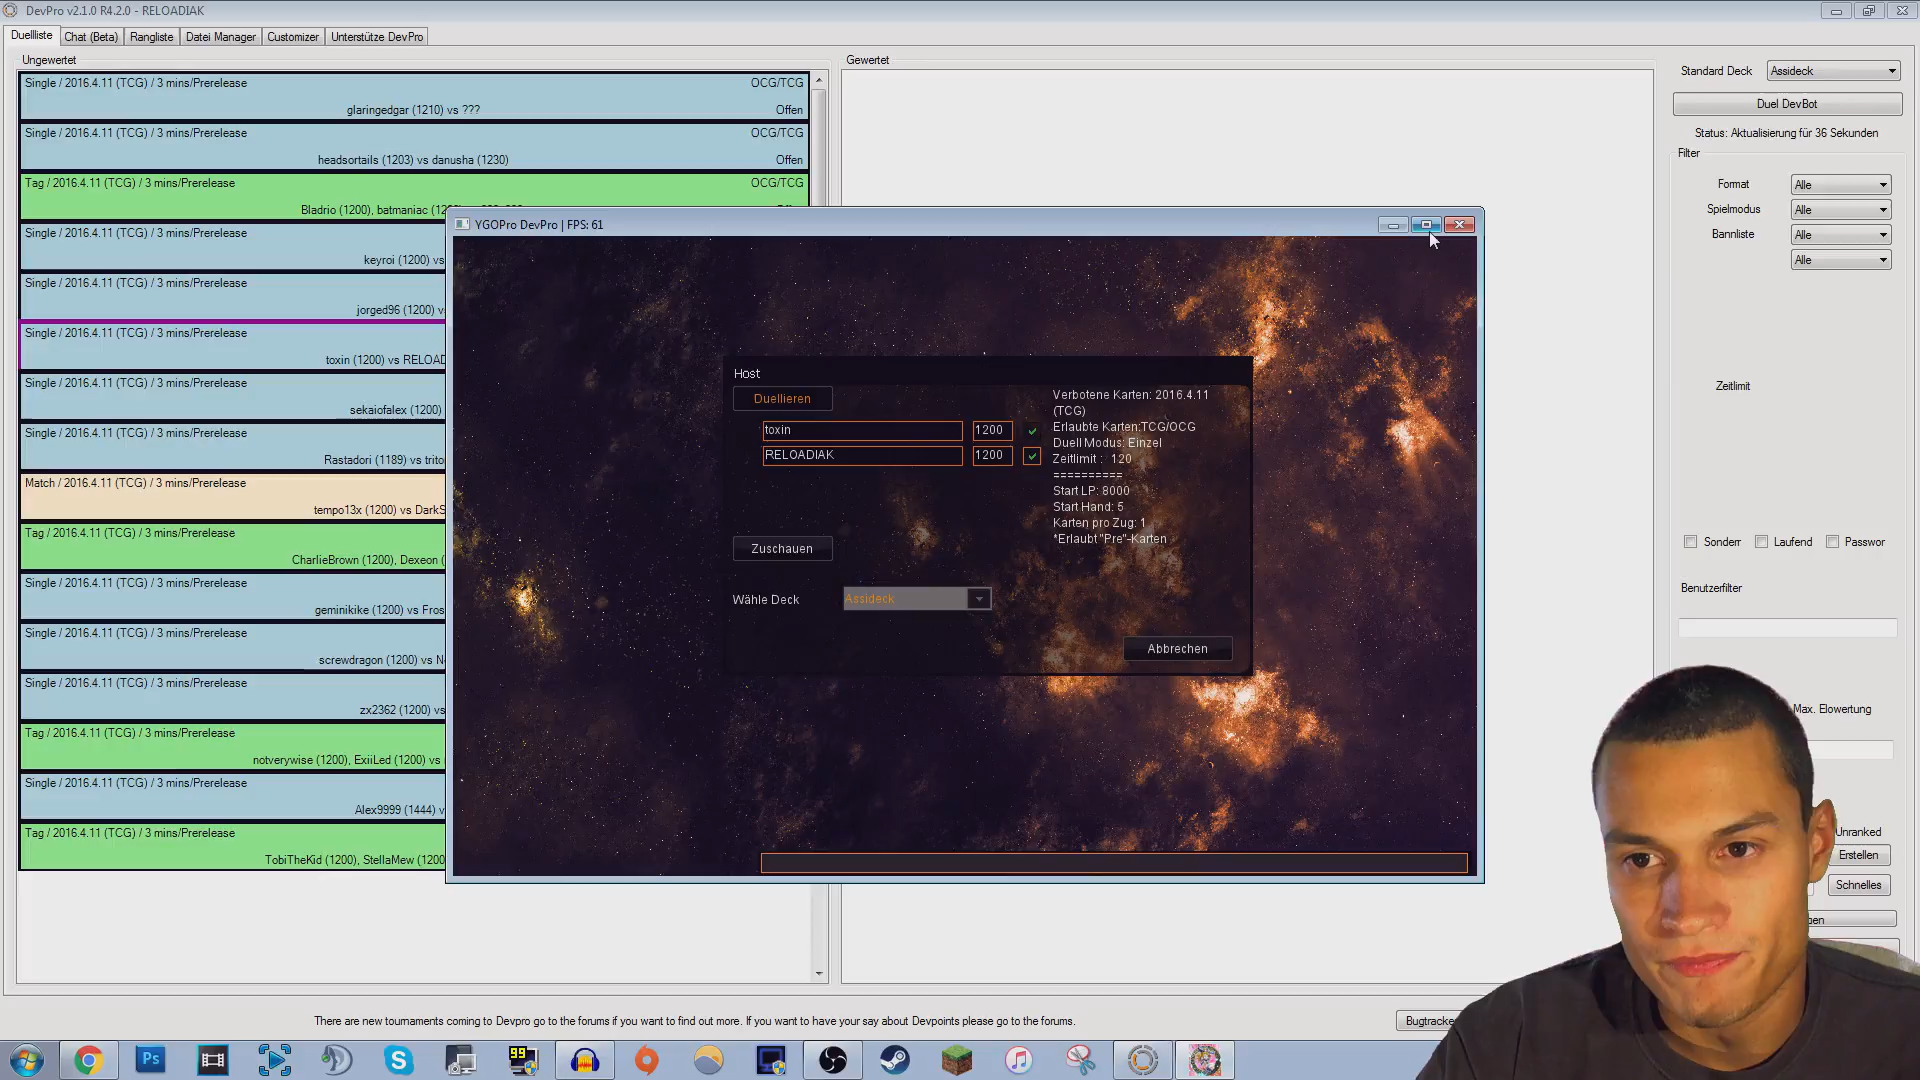 DevPro v2.1.0 R4.2.0 - RELOADIAK
Duellliste
Chat (Beta)
Rangliste
Datei Manager
Customizer
Unterstütze DevPro
Ungewertet
Single / 2016.4.11 (TCG) / 3 mins/Prerelease OCG/TCG
glaringedgar (1210) vs ??? Offen
Single / 2016.4.11 (TCG) / 3 mins/Prerelease OCG/TCG
headsortails (1203) vs danusha (1230) Offen
Tag / 2016.4.11 (TCG) / 3 mins/Prerelease OCG/TCG
Bladrio (1200), batmaniac
Single / 2016.4.11 (TCG) / 3 mins/Prerelease
keyroi (1200) vs
Single / 2016.4.11 (TCG) / 3 mins/Prerelease
jorged96 (1200) vs
Single / 2016.4.11 (TCG) / 3 mins/Prerelease
toxin (1200) vs RELOAD
Single / 2016.4.11 (TCG) / 3 mins/Prerelease
sekaiofalex (1200)
Single / 2016.4.11 (TCG) / 3 mins/Prerelease
Rastadori (1189) vs trito
Match / 2016.4.11 (TCG) / 3 mins/Prerelease
tempo13x (1200) vs DarkS
Tag / 2016.4.11 (TCG) / 3 mins/Prerelease
CharlieBrown (1200), Dexeon (
Single / 2016.4.11 (TCG) / 3 mins/Prerelease
geminikike (1200) vs Fros
Single / 2016.4.11 (TCG) / 3 mins/Prerelease
screwdragon (1200) vs N
Single / 2016.4.11 (TCG) / 3 mins/Prerelease
zx2362 (1200) vs
Tag / 2016.4.11 (TCG) / 3 mins/Prerelease
notverywise (1200), ExiiLed (1200) vs
Single / 2016.4.11 (TCG) / 3 mins/Prerelease
Alex9999 (1444) v
Tag / 2016.4.11 (TCG) / 3 mins/Prerelease
TobiTheKid (1200), StellaMew (1200
Gewertet
YGOPro DevPro | FPS: 61
Host
Duellieren
toxin 1200
RELOADIAK 1200
Zuschauen
Wähle Deck Assideck
Verbotene Karten: 2016.4.11
(TCG)
Erlaubte Karten:TCG/OCG
Duell Modus: Einzel
Zeitlimit : 120
==========
Start LP: 8000
Start Hand: 5
Karten pro Zug: 1
*Erlaubt "Pre"-Karten
Abbrechen
Standard Deck Assideck
Duel DevBot
Status: Aktualisierung für 36 Sekunden
Filter
Format Alle
Spielmodus Alle
Bannliste Alle
Alle
Zeitlimit
Sonderr Laufend Passwor
Benutzerfilter
Max. Elowertung
Unranked
Erstellen
Schnelles
There are new tournaments coming to Devpro go to the forums if you want to find out more. If you want to have your say about Devpoints please go to the forums.
Bugtracke
Ps
99